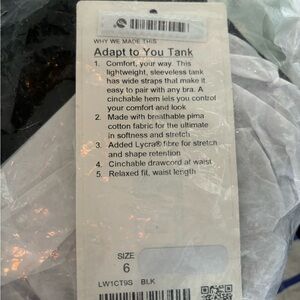 WHY WE MADE THIS
Adapt to You Tank
1. Comfort, your way. This
lightweight, sleeveless tank
has wide straps that make it
easy to pair with any bra. A
cinchable hem lets you control
your comfort and look
2. Made with breathable pima
cotton fabric for the ultimate
in softness and stretch
3. Added Lycra® fibre for stretch
and shape retention
4. Cinchable drawcord at waist
5. Relaxed fit, waist length
SIZE
6
LW1CT9S BLK